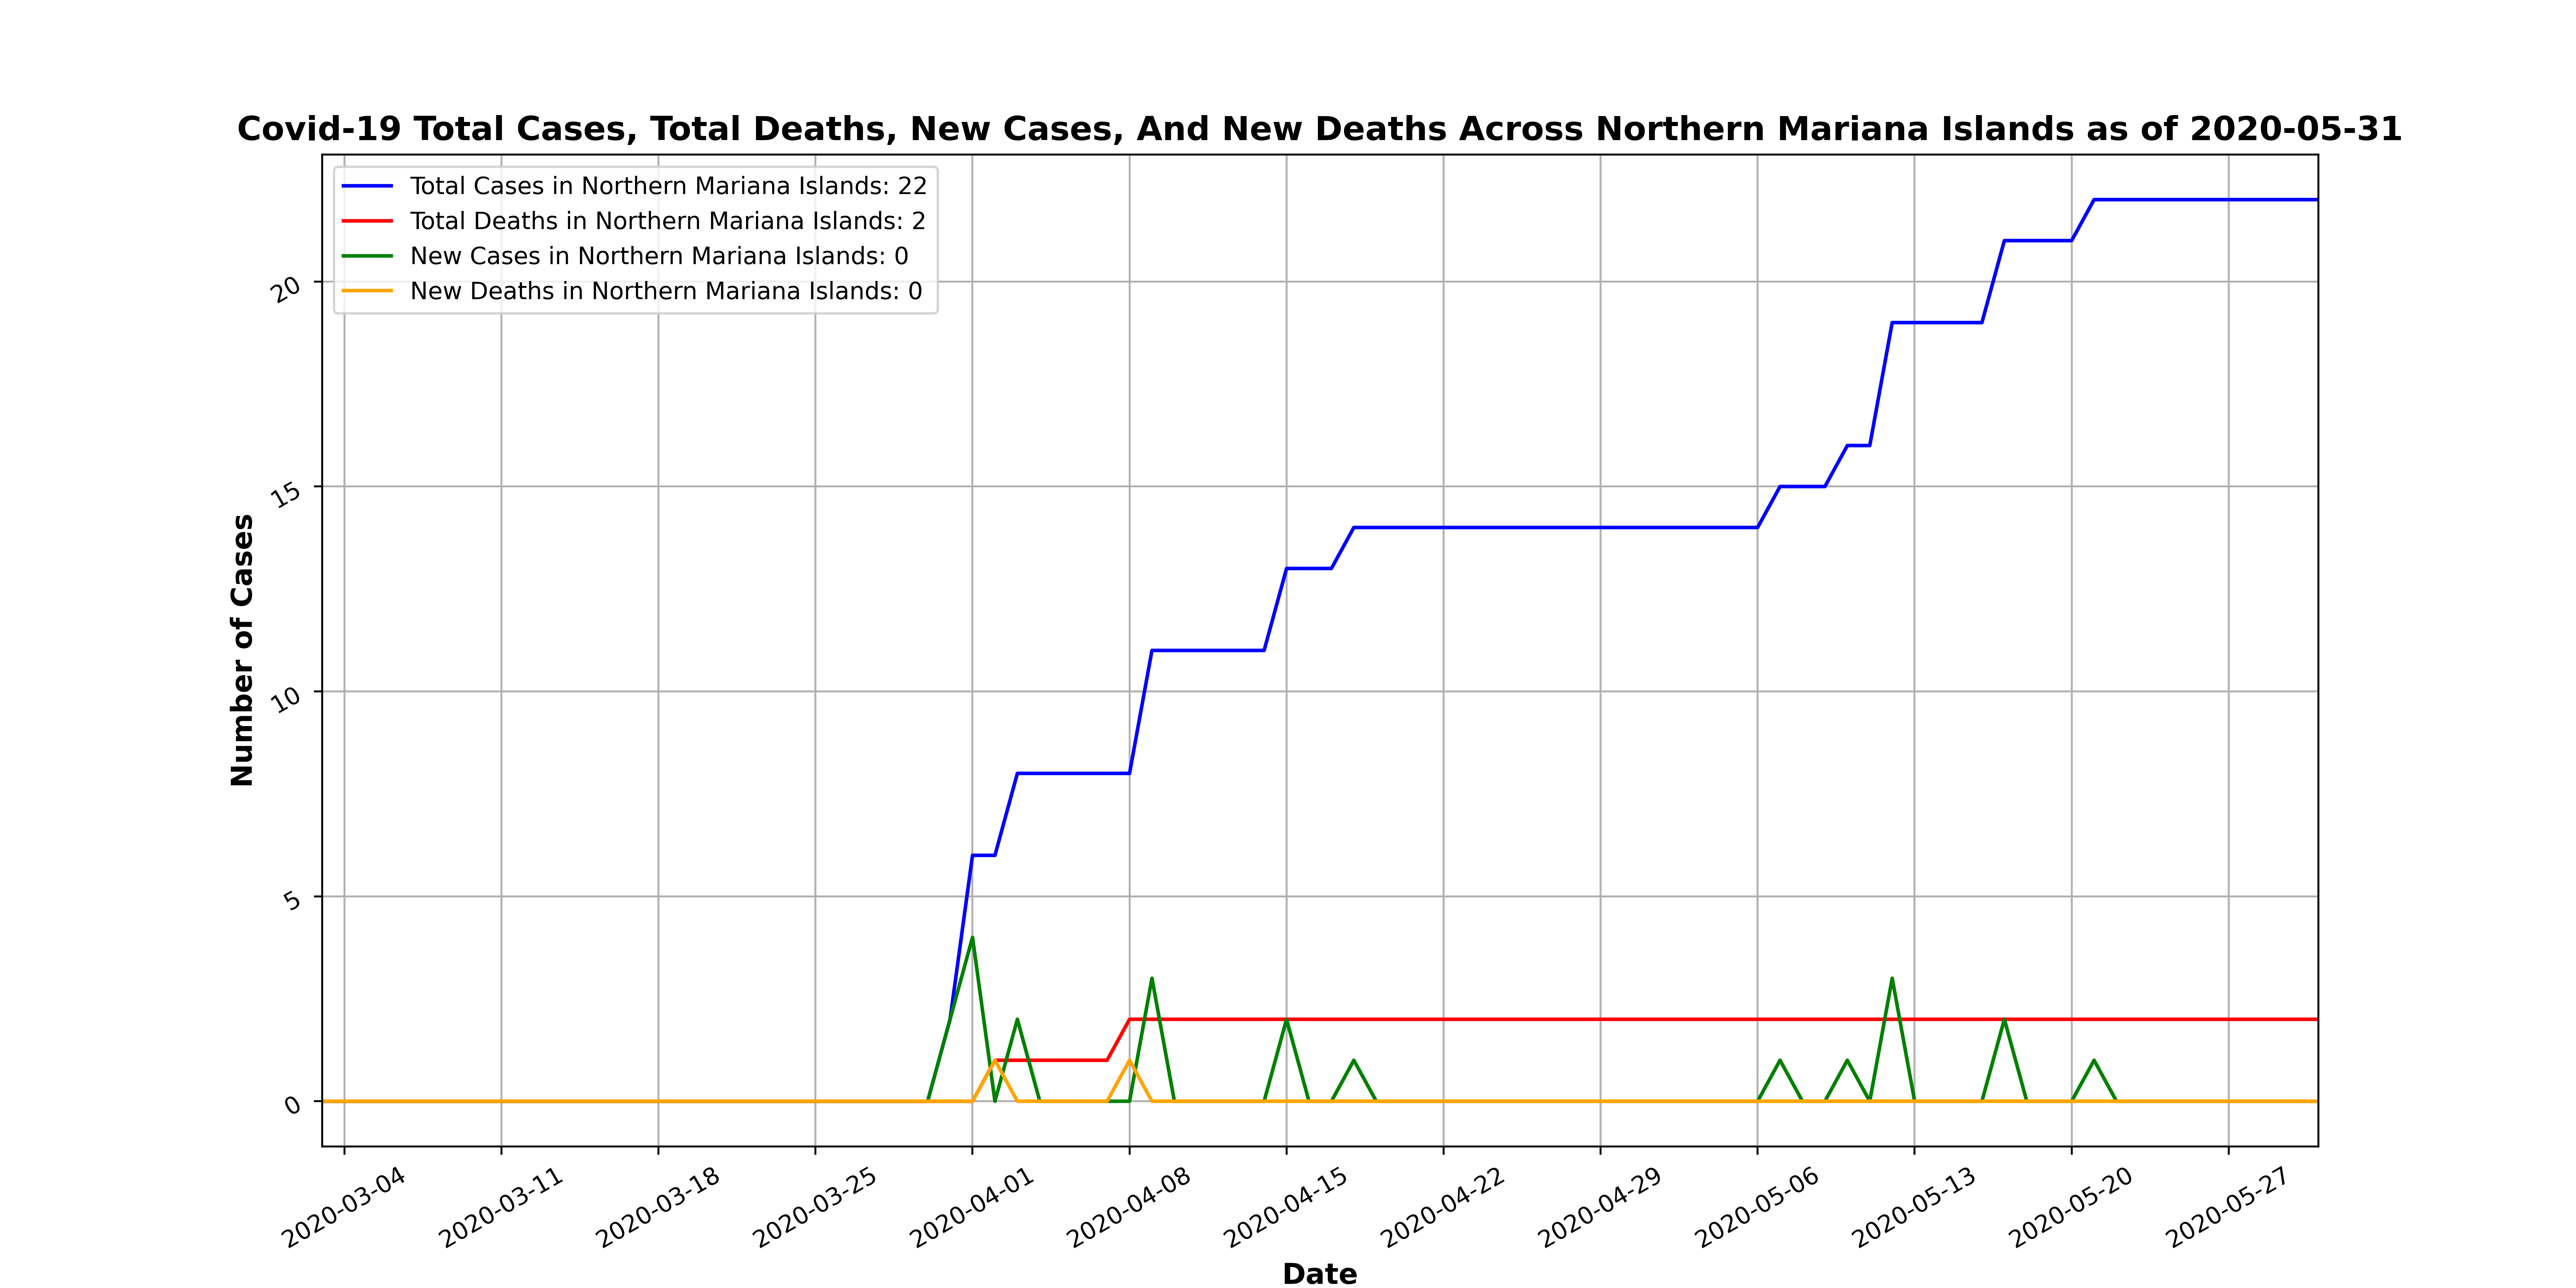 Covid-19 Total Cases, Total Deaths, New Cases, And New Deaths Across Northern Mariana Islands as of 2020-05-31
Total Cases in Northern Mariana Islands: 22
Total Deaths in Northern Mariana Islands: 2
New Cases in Northern Mariana Islands: 0
New Deaths in Northern Mariana Islands: 0
Number of Cases
20
15
10
5
0
2020-03-04
2020-03-11
2020-03-18
2020-03-25
2020-04-01
2020-04-08
2020-04-15
2020-04-22
2020-04-29
2020-05-06
2020-05-13
2020-05-20
2020-05-27
Date